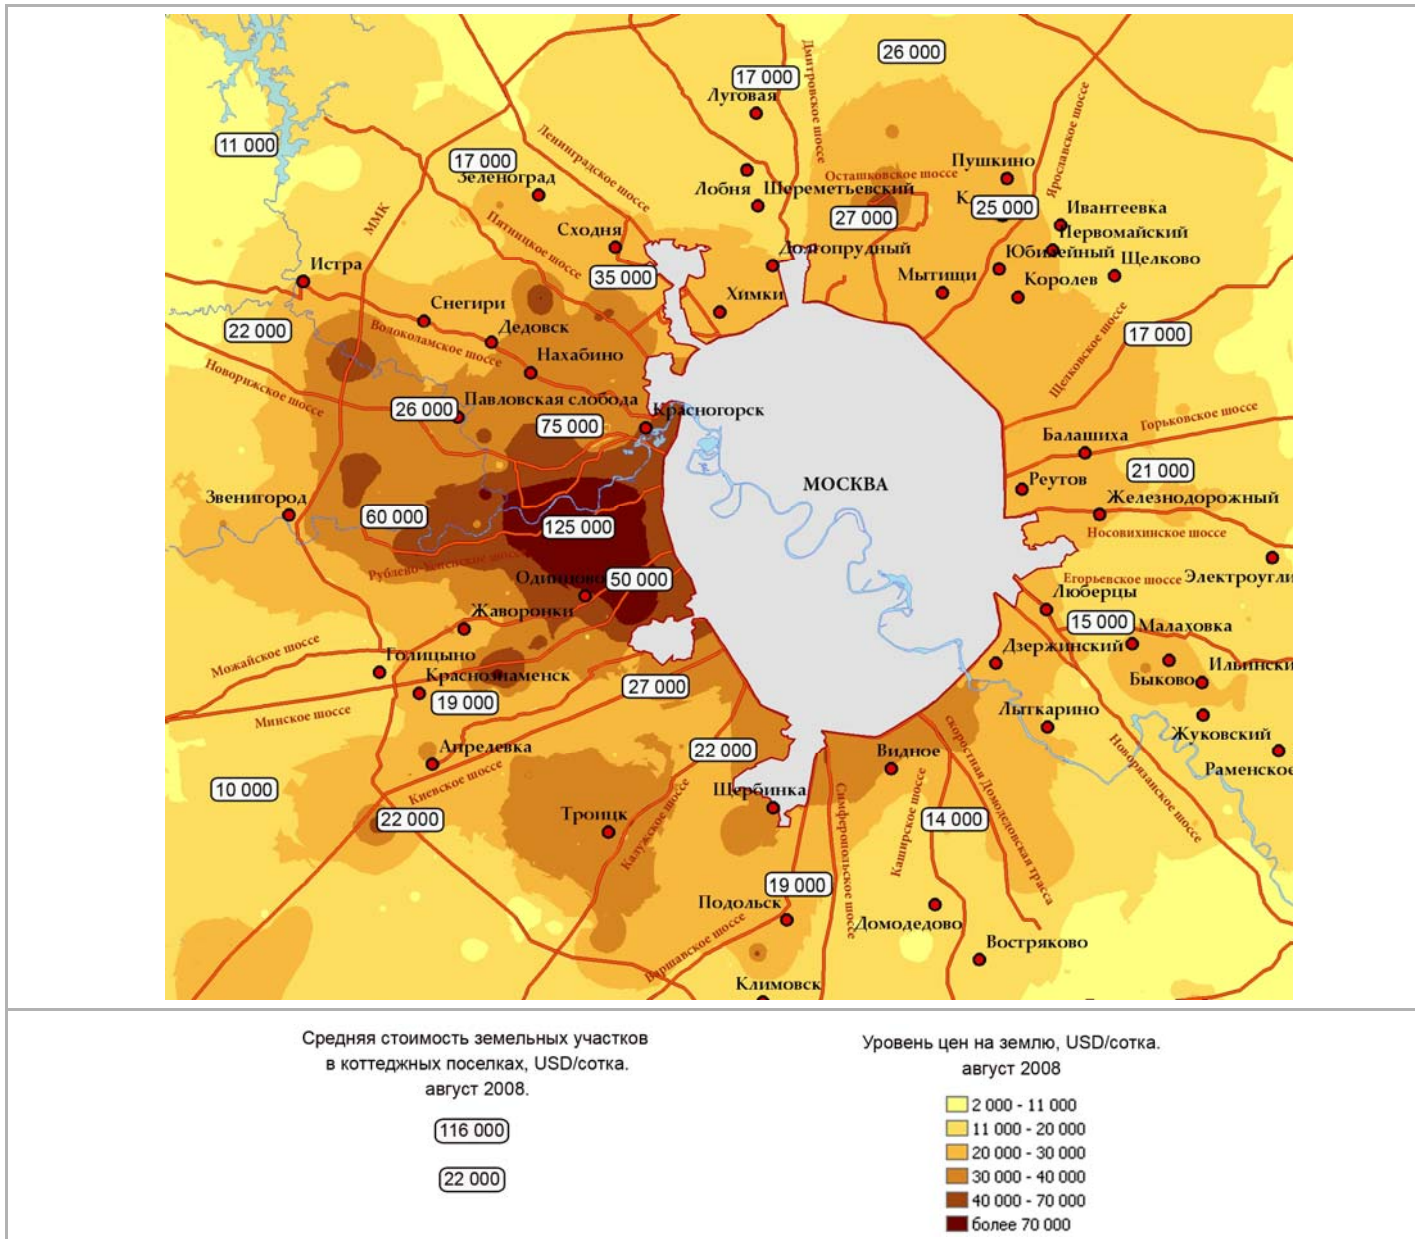 26 000
17 000
Дмитровское шоссе
Луговая
Ярославское шоссе
Ленинградское шоссе
11 000
17 000
Зеленоград
Пушкино
Осташковское шоссе
Лобня
Шереметьевский
К
25 000
27 000
Ивантеевка
ММК
Пятницкое шоссе
Сходня
Первомайский
Долгопрудный
Юбилейный
Щелково
Истра
35 000
Мытищи
Королев
Химки
Снегири
22 000
Волоколамское шоссе
Дедовск
17 000
Щелковское шоссе
Нахабино
Новорижское шоссе
26 000
Павловская слобода
Красногорск
75 000
Горьковское шоссе
Балашиха
21 000
МОСКВА
Реутов
Железнодорожный
Звенигород
60 000
125 000
Носовихинское шоссе
Рублево-Успенское шоссе
Одинцово
50 000
Егорьевское шоссе
Электроугли
Люберцы
Жаворонки
15 000
Малаховка
Можайское шоссе
Голицыно
Дзержинский
Ильински
Краснознаменск
27 000
Быково
19 000
Минское шоссе
Лыткарино
скоростная Домодедовская трасса
Жуковский
Апрелевка
22 000
Видное
Новорязанское шоссе
Раменское
Киевское шоссе
10 000
Щербинка
Симферопольское шоссе
Каширское шоссе
22 000
Троицк
Калужское шоссе
14 000
19 000
Подольск
Домодедово
Варшавское шоссе
Востряково
Климовск
Средняя стоимость земельных участков
в коттеджных поселках, USD/сотка.
август 2008.
116 000
22 000
Уровень цен на землю, USD/сотка.
август 2008
2 000 - 11 000
11 000 - 20 000
20 000 - 30 000
30 000 - 40 000
40 000 - 70 000
более 70 000